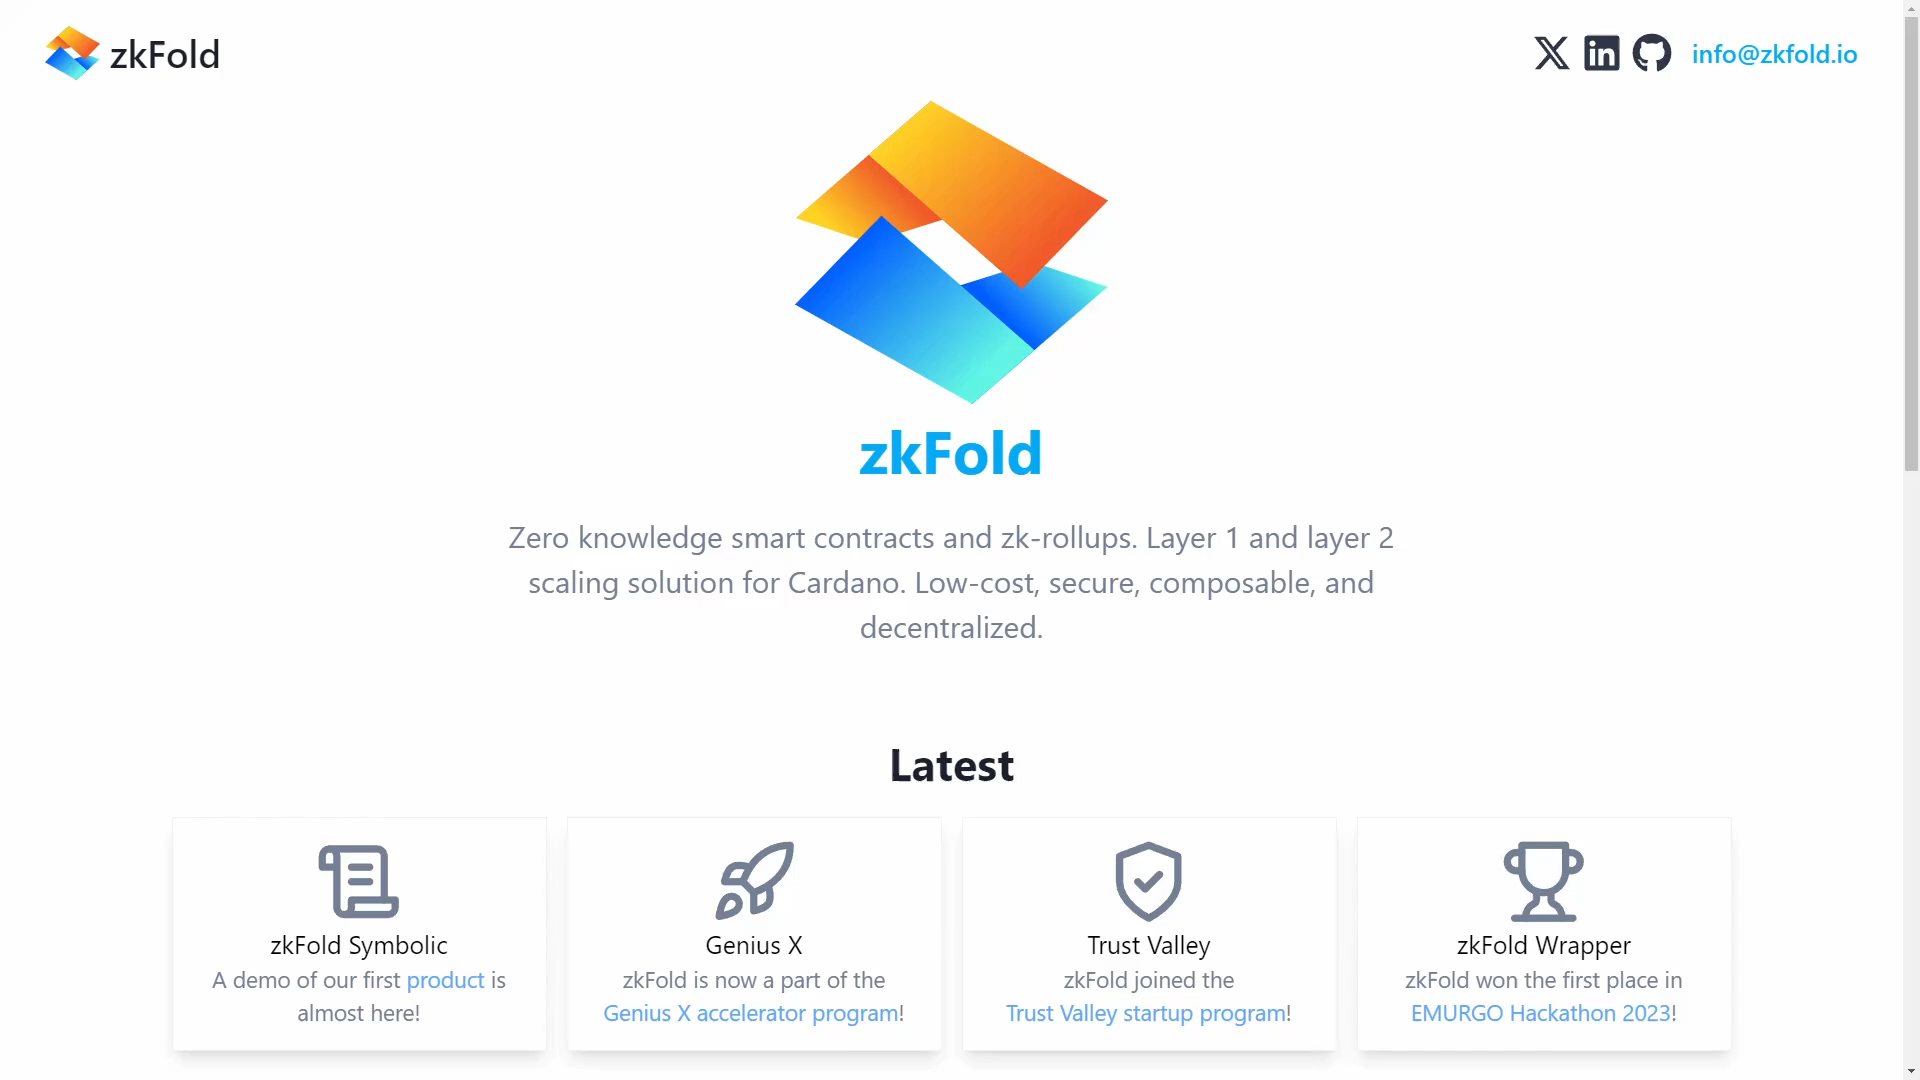 zkFold
info@zkfold.io
zkFold
Zero knowledge smart contracts and zk-rollups. Layer 1 and layer 2
scaling solution for Cardano. Low-cost, secure, composable, and
decentralized.
Latest
zkFold Symbolic
A demo of our first product is
almost here!
Genius X
zkFold is now a part of the
Genius X accelerator program!
Trust Valley
zkFold joined the
Trust Valley startup program!
zkFold Wrapper
zkFold won the first place in
EMURGO Hackathon 2023!